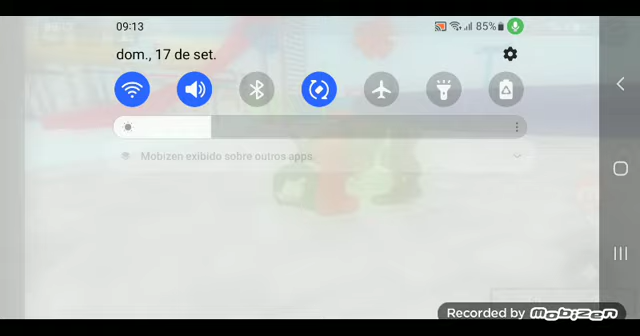 09:13
85%
dom., 17 de set.
Mobizen exibido sobre outros apps.
Recorded by Mobizen